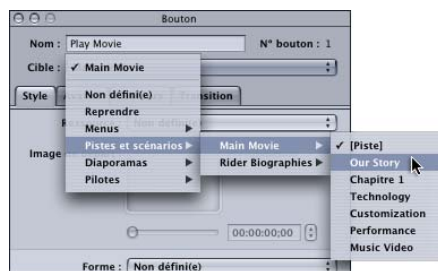 Bouton
Nom : Play Movie N° bouton : 1
Cible : ✓ Main Movie
Style Transition
Non défini(e)
Reprendre
Menus
Pistes et scénarios Main Movie ✓ [Piste]
Image
Diaporamas Rider Biographies Our Story
Pilotes Chapitre 1
Technology
Customization
00:00:00;00 Performance
Music Video
Forme : Non défini(e)